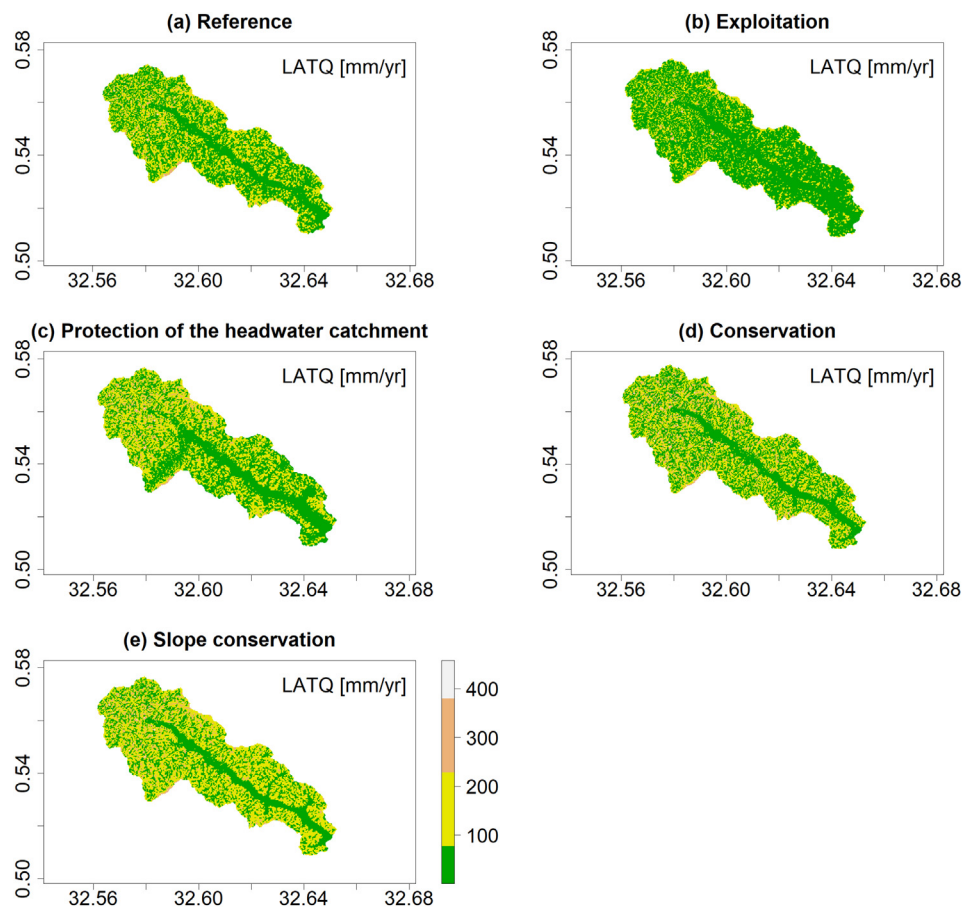 (a) Reference
(b) Exploitation
LATQ [mm/yr]
LATQ [mm/yr]
0.58
0.54
0.50
0.58
0.54
0.50
32.56 32.60 32.64 32.68
32.56 32.60 32.64 32.68
(c) Protection of the headwater catchment
(d) Conservation
LATQ [mm/yr]
LATQ [mm/yr]
0.58
0.54
0.50
0.58
0.54
0.50
32.56 32.60 32.64 32.68
32.56 32.60 32.64 32.68
(e) Slope conservation
LATQ [mm/yr]
0.58
0.54
0.50
400
300
200
100
32.56 32.60 32.64 32.68